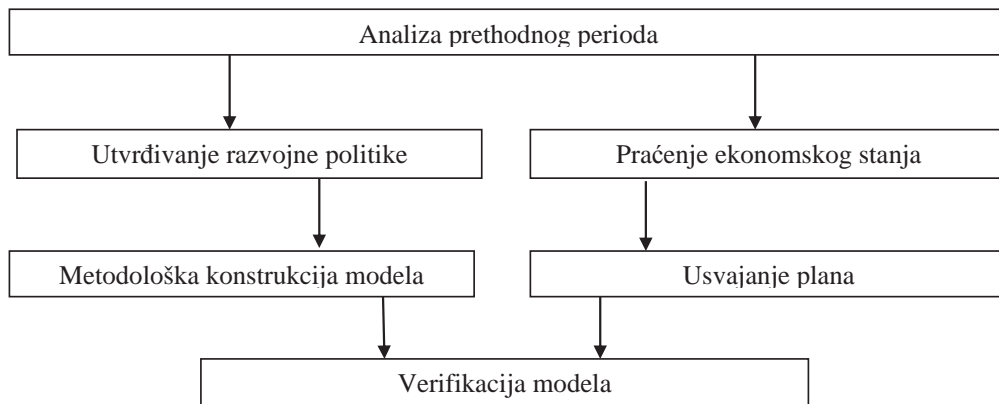 Analiza prethodnog perioda
Utvrđivanje razvojne politike
Praćenje ekonomskog stanja
Metodološka konstrukcija modela
Usvajanje plana
Verifikacija modela